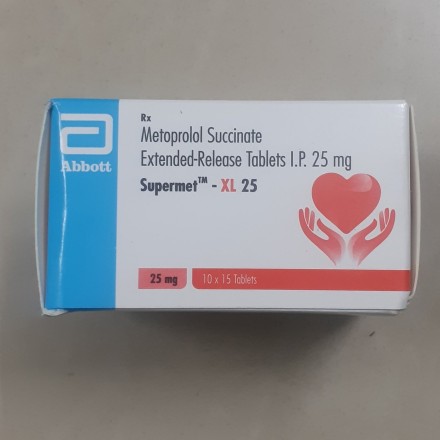 Abbott
Rx
Metoprolol Succinate
Extended-Release Tablets I.P. 25 mg
Supermet™ - XL 25
25 mg
10 x 15 Tablets